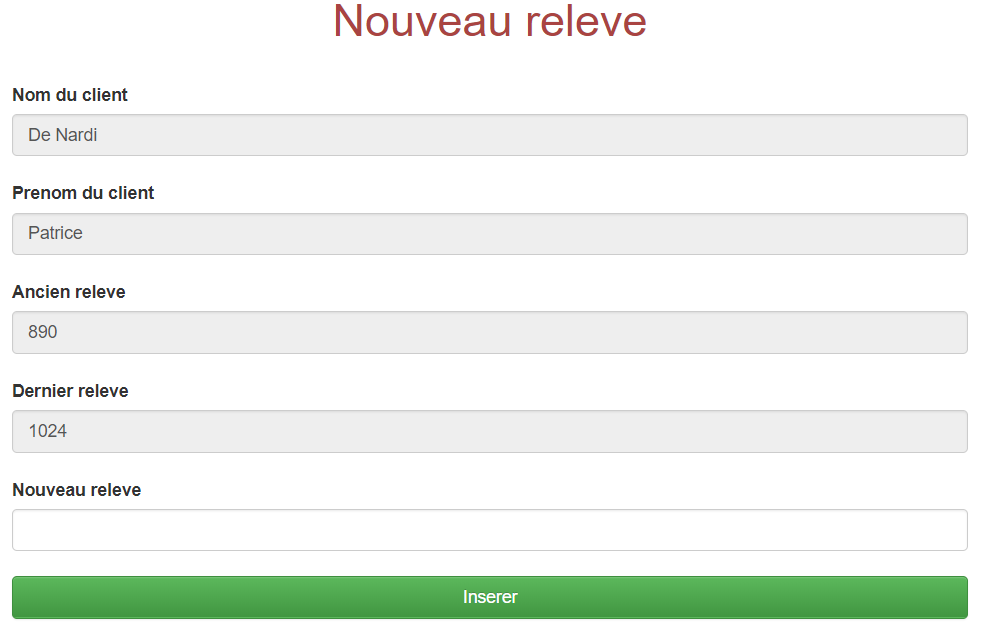 Nouveau releve
Nom du client
De Nardi
Prenom du client
Patrice
Ancien releve
890
Dernier releve
1024
Nouveau releve
Inserer